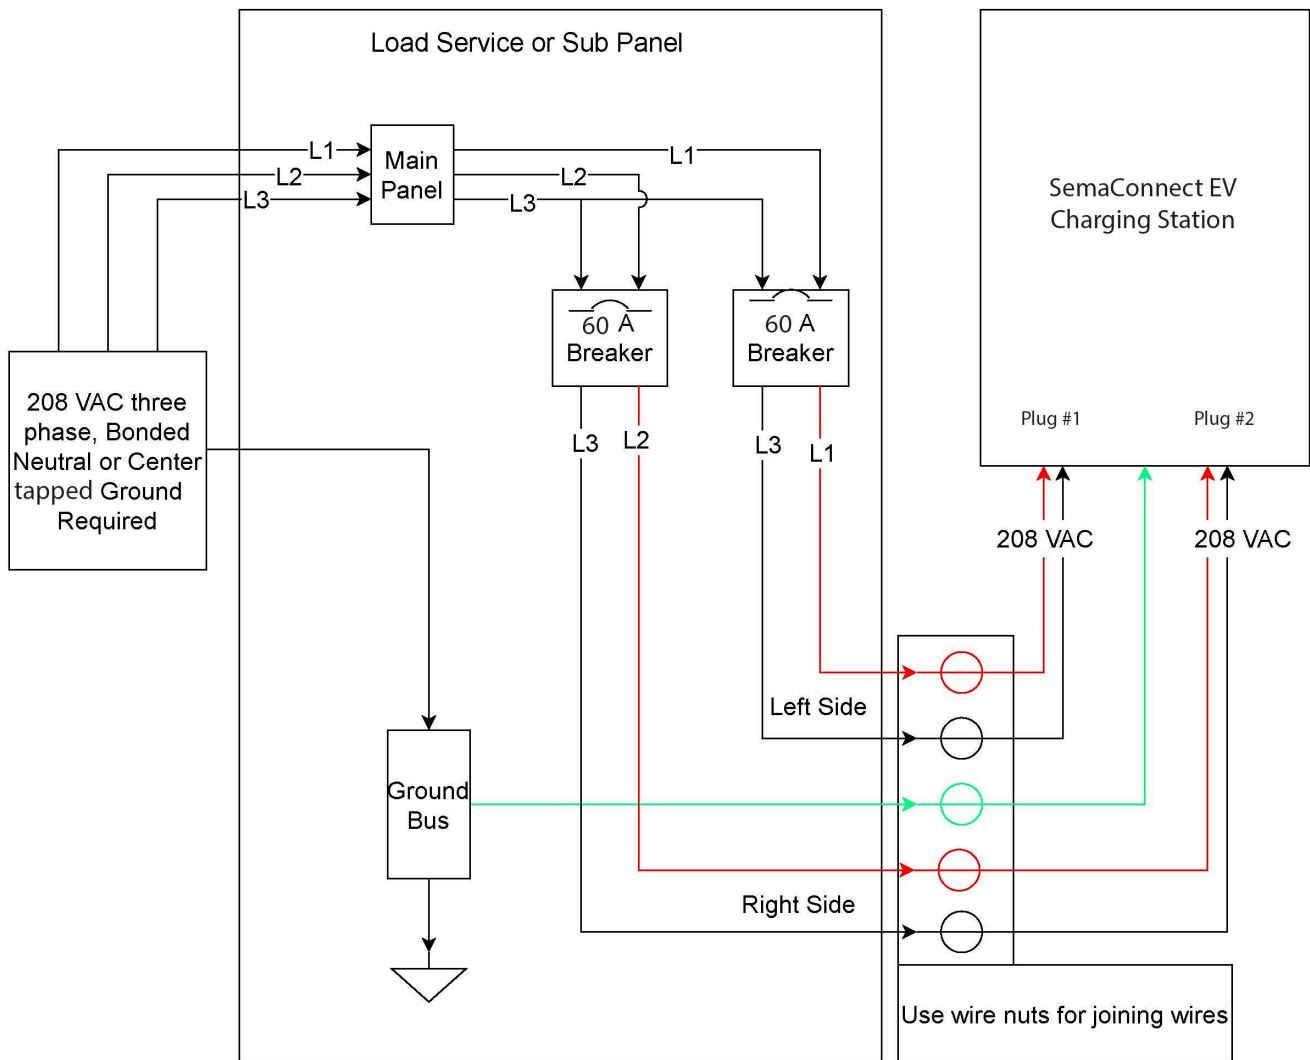 Load Service or Sub Panel
L1
L2
L3
Main
Panel
L1
L2
L3
SemaConnect EV
Charging Station
60 A
Breaker
60 A
Breaker
208 VAC three
phase, Bonded
Neutral or Center
tapped Ground
Required
L3
L2
L3
L1
Plug #1
Plug #2
208 VAC
208 VAC
Left Side
Ground
Bus
Right Side
Use wire nuts for joining wires